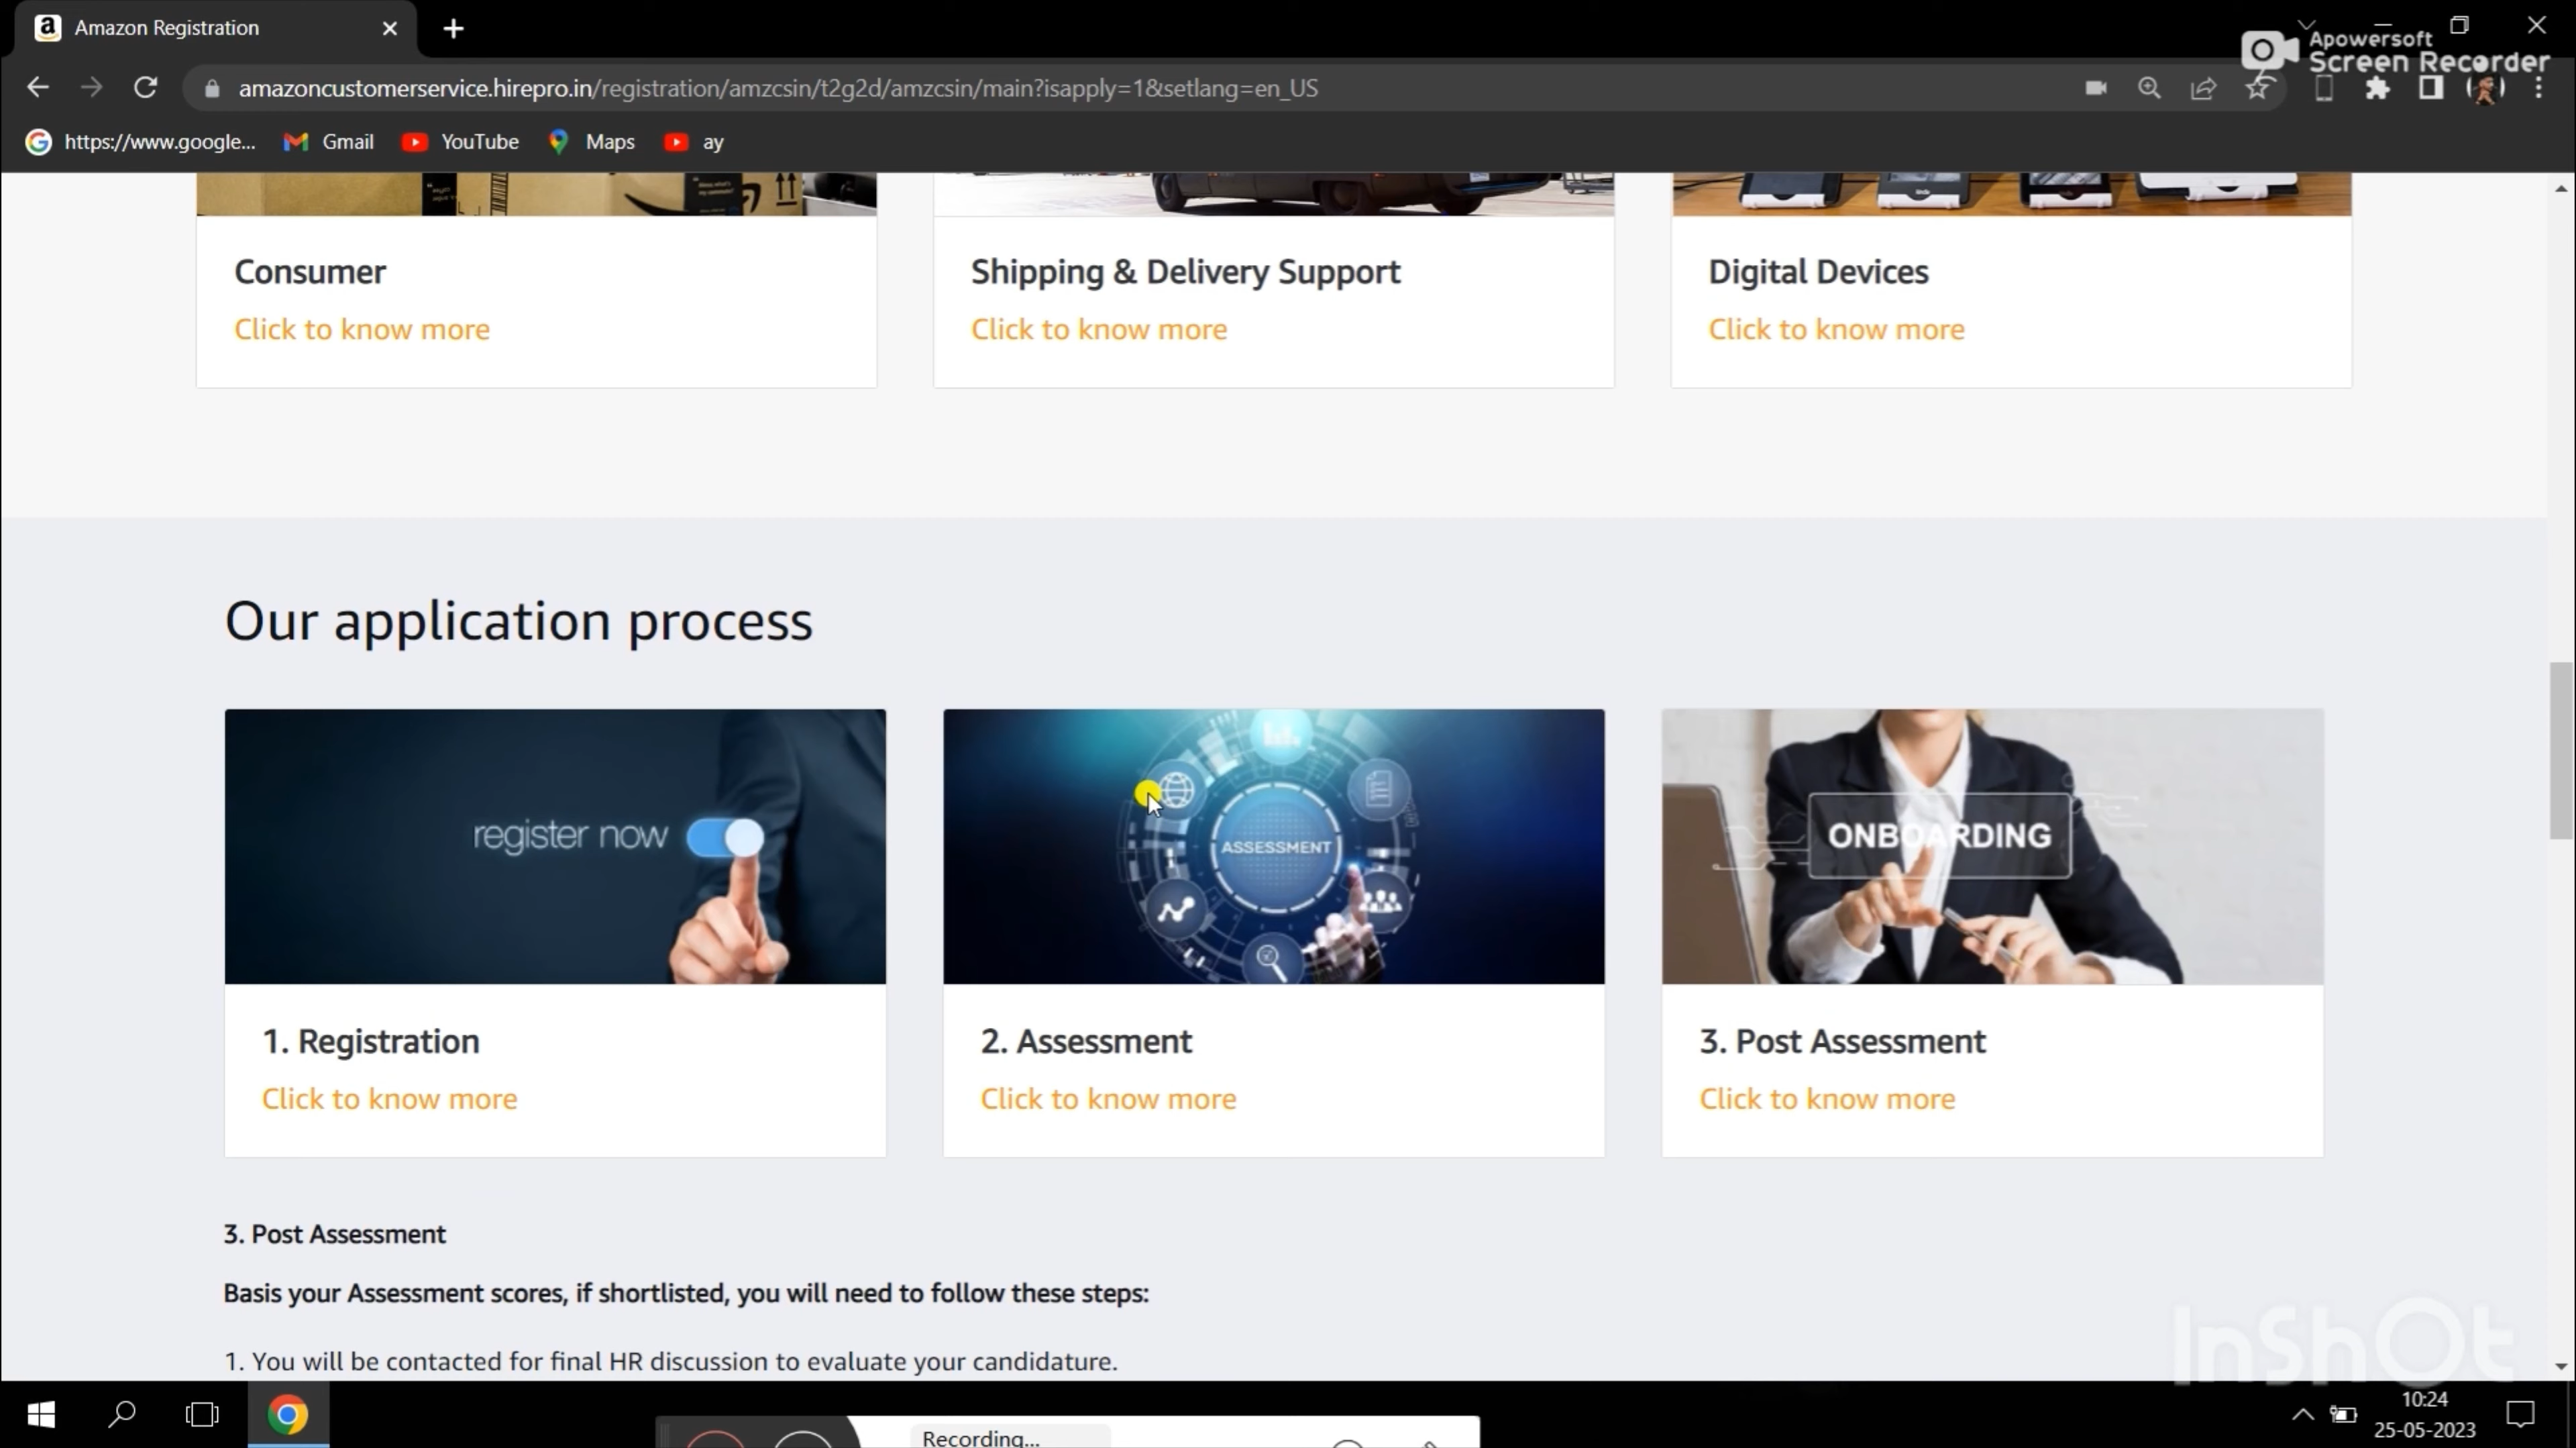 Amazon Registration
Apowersoft
Screen Recorder
amazoncustomerservice.hirepro.in/registration/amzcsin/t2g2d/amzcsin/main?isapply=1&setlang=en_US
https://www.google...
Gmail
YouTube
Maps
ay
Consumer
Click to know more
Shipping & Delivery Support
Click to know more
Digital Devices
Click to know more
Our application process
register now
ASSESSMENT
ONBOARDING
1. Registration
Click to know more
2. Assessment
Click to know more
3. Post Assessment
Click to know more
3. Post Assessment
Basis your Assessment scores, if shortlisted, you will need to follow these steps:
1. You will be contacted for final HR discussion to evaluate your candidature.
InShOt
Recording...
10:24
25-05-2023